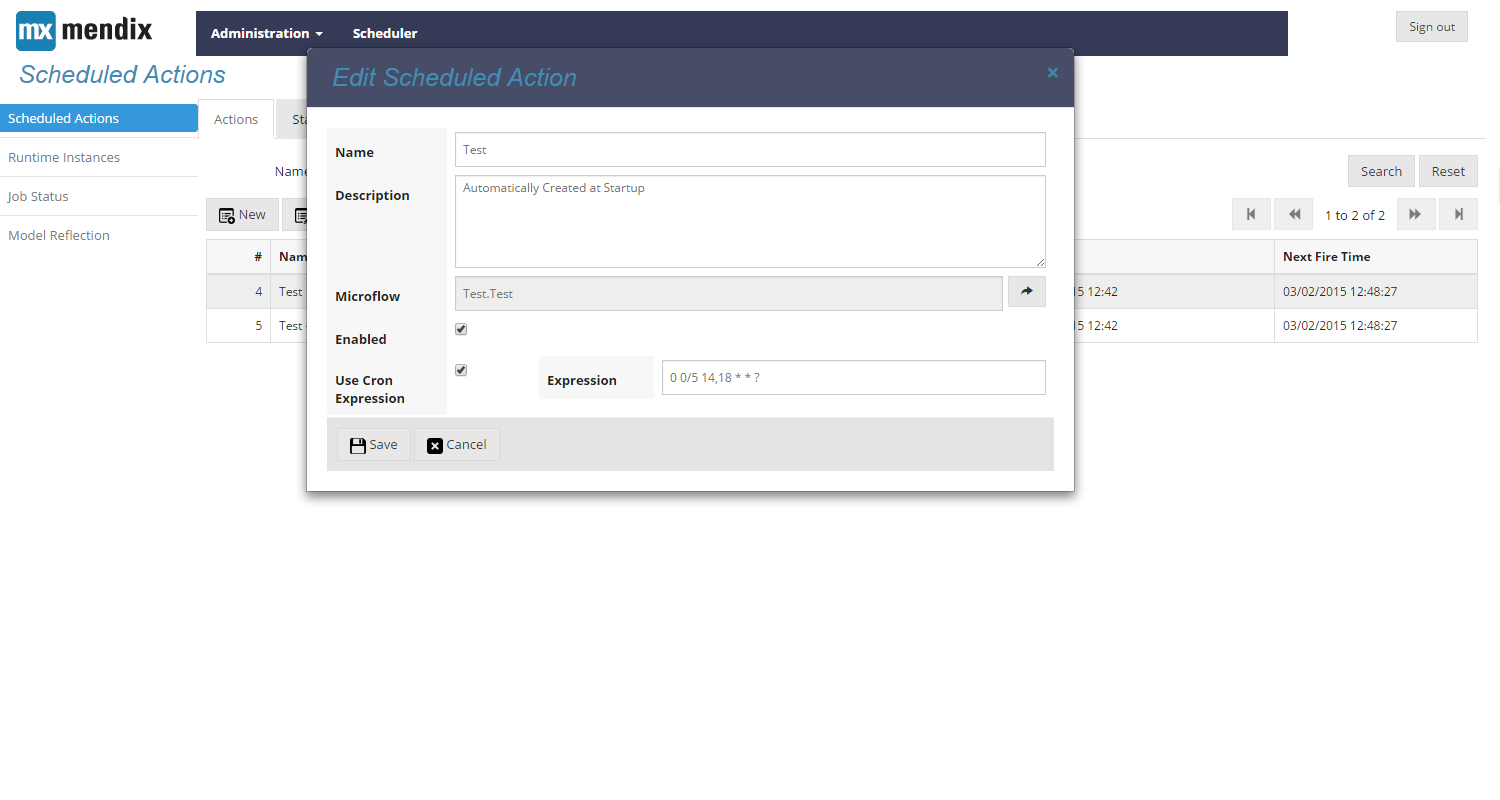 mx mendix
Administration
Scheduler
Sign out
Scheduled Actions
Edit Scheduled Action
×
Scheduled Actions
Runtime Instances
Job Status
Model Reflection
Actions
Sta
Name
Search
Reset
New
1 to 2 of 2
#
Nam
Next Fire Time
4
Test
15 12:42
03/02/2015 12:48:27
5
Test
15 12:42
03/02/2015 12:48:27
Name
Test
Description
Automatically Created at Startup
Microflow
Test.Test
Enabled
Use Cron
Expression
Expression
0 0/5 14,18 * * ?
Save
Cancel